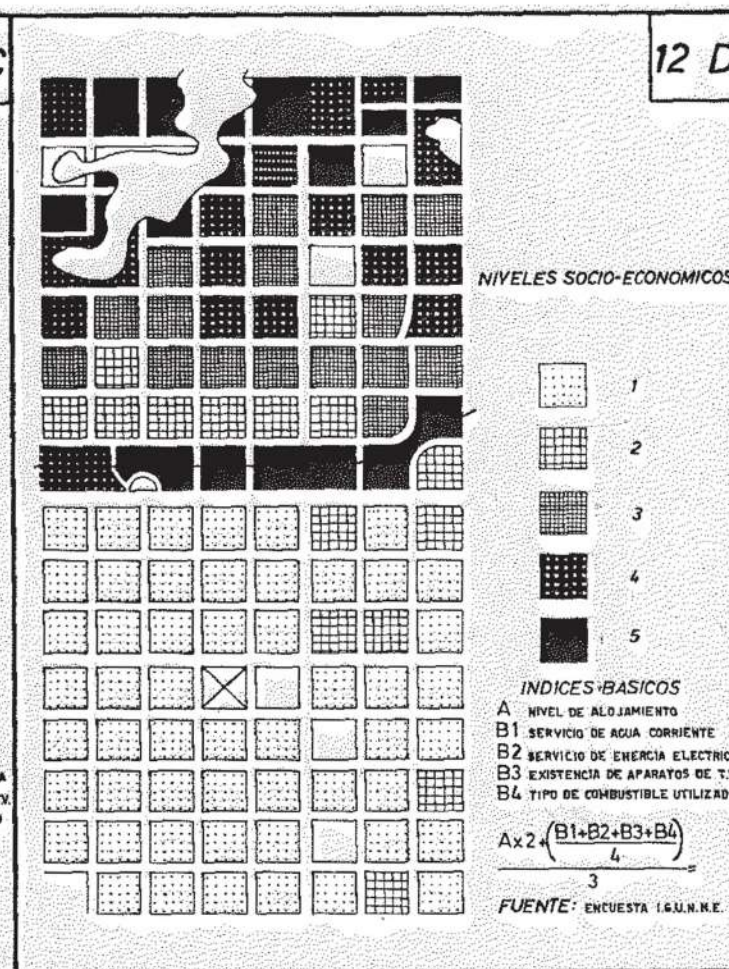 12 D
NIVELES SOCIO-ECONOMICOS
1
2
3
4
5
INDICES BASICOS
A NIVEL DE ALOJAMIENTO
B1 SERVICIO DE AGUA CORRIENTE
B2 SERVICIO DE ENERGIA ELECTRIC
B3 EXISTENCIA DE APARATOS DE T.V
B4 TIPO DE COMBUSTIBLE UTILIZAD
Ax2+(B1+B2+B3+B4
4)
3 =
FUENTE: ENCUESTA I.G.U.N.N.E.